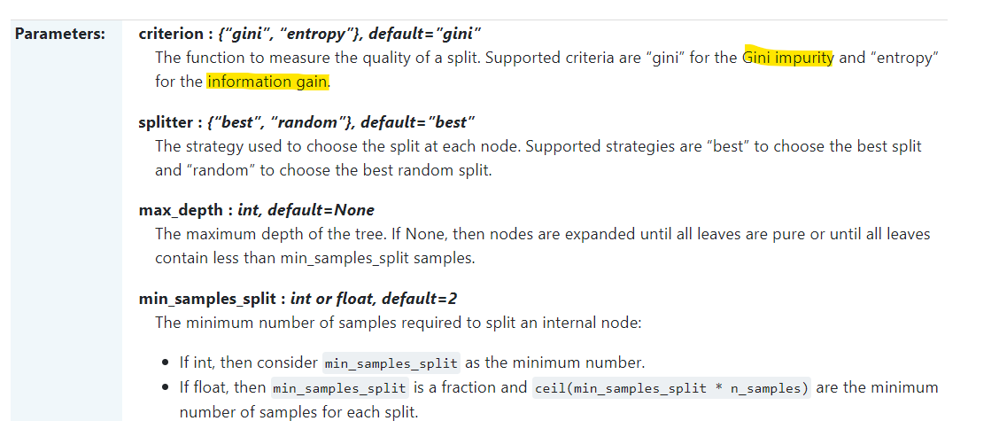 Parameters:
criterion : {“gini”, “entropy”}, default=”gini”
The function to measure the quality of a split. Supported criteria are “gini” for the Gini impurity and “entropy”
for the information gain.
splitter : {“best”, “random”}, default=”best”
The strategy used to choose the split at each node. Supported strategies are “best” to choose the best split
and “random” to choose the best random split.
max_depth : int, default=None
The maximum depth of the tree. If None, then nodes are expanded until all leaves are pure or until all leaves
contain less than min_samples_split samples.
min_samples_split : int or float, default=2
The minimum number of samples required to split an internal node:
• If int, then consider min_samples_split as the minimum number.
• If float, then min_samples_split is a fraction and ceil(min_samples_split * n_samples) are the minimum
number of samples for each split.